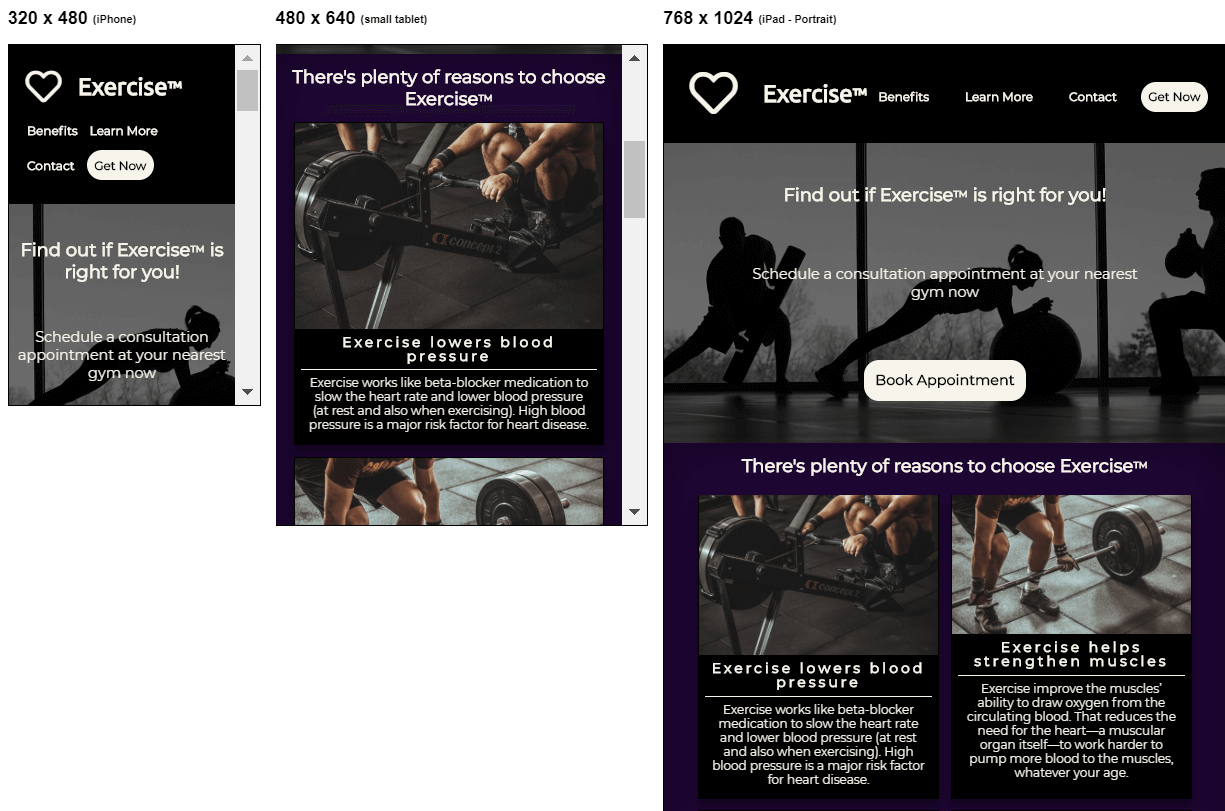 320 x 480 (iPhone)
Exercise™
Benefits Learn More
Contact Get Now
Find out if Exercise™ is
right for you!
Schedule a consultation
appointment at your nearest
gym now
480 x 640 (small tablet)
There's plenty of reasons to choose
Exercise™
concept2
Exercise lowers blood
pressure
Exercise works like beta-blocker medication to
slow the heart rate and lower blood pressure
(at rest and also when exercising). High blood
pressure is a major risk factor for heart disease.
768 x 1024 (iPad - Portrait)
Exercise™ Benefits Learn More Contact Get Now
Find out if Exercise™ is right for you!
Schedule a consultation appointment at your nearest
gym now
Book Appointment
There's plenty of reasons to choose Exercise™
concept2
Exercise lowers blood
pressure
Exercise works like beta-blocker
medication to slow the heart rate
and lower blood pressure (at rest
and also when exercising). High
blood pressure is a major risk factor
for heart disease.
Exercise helps
strengthen muscles
Exercise improve the muscles’
ability to draw oxygen from the
circulating blood. That reduces the
need for the heart—a muscular
organ itself—to work harder to
pump more blood to the muscles,
whatever your age.